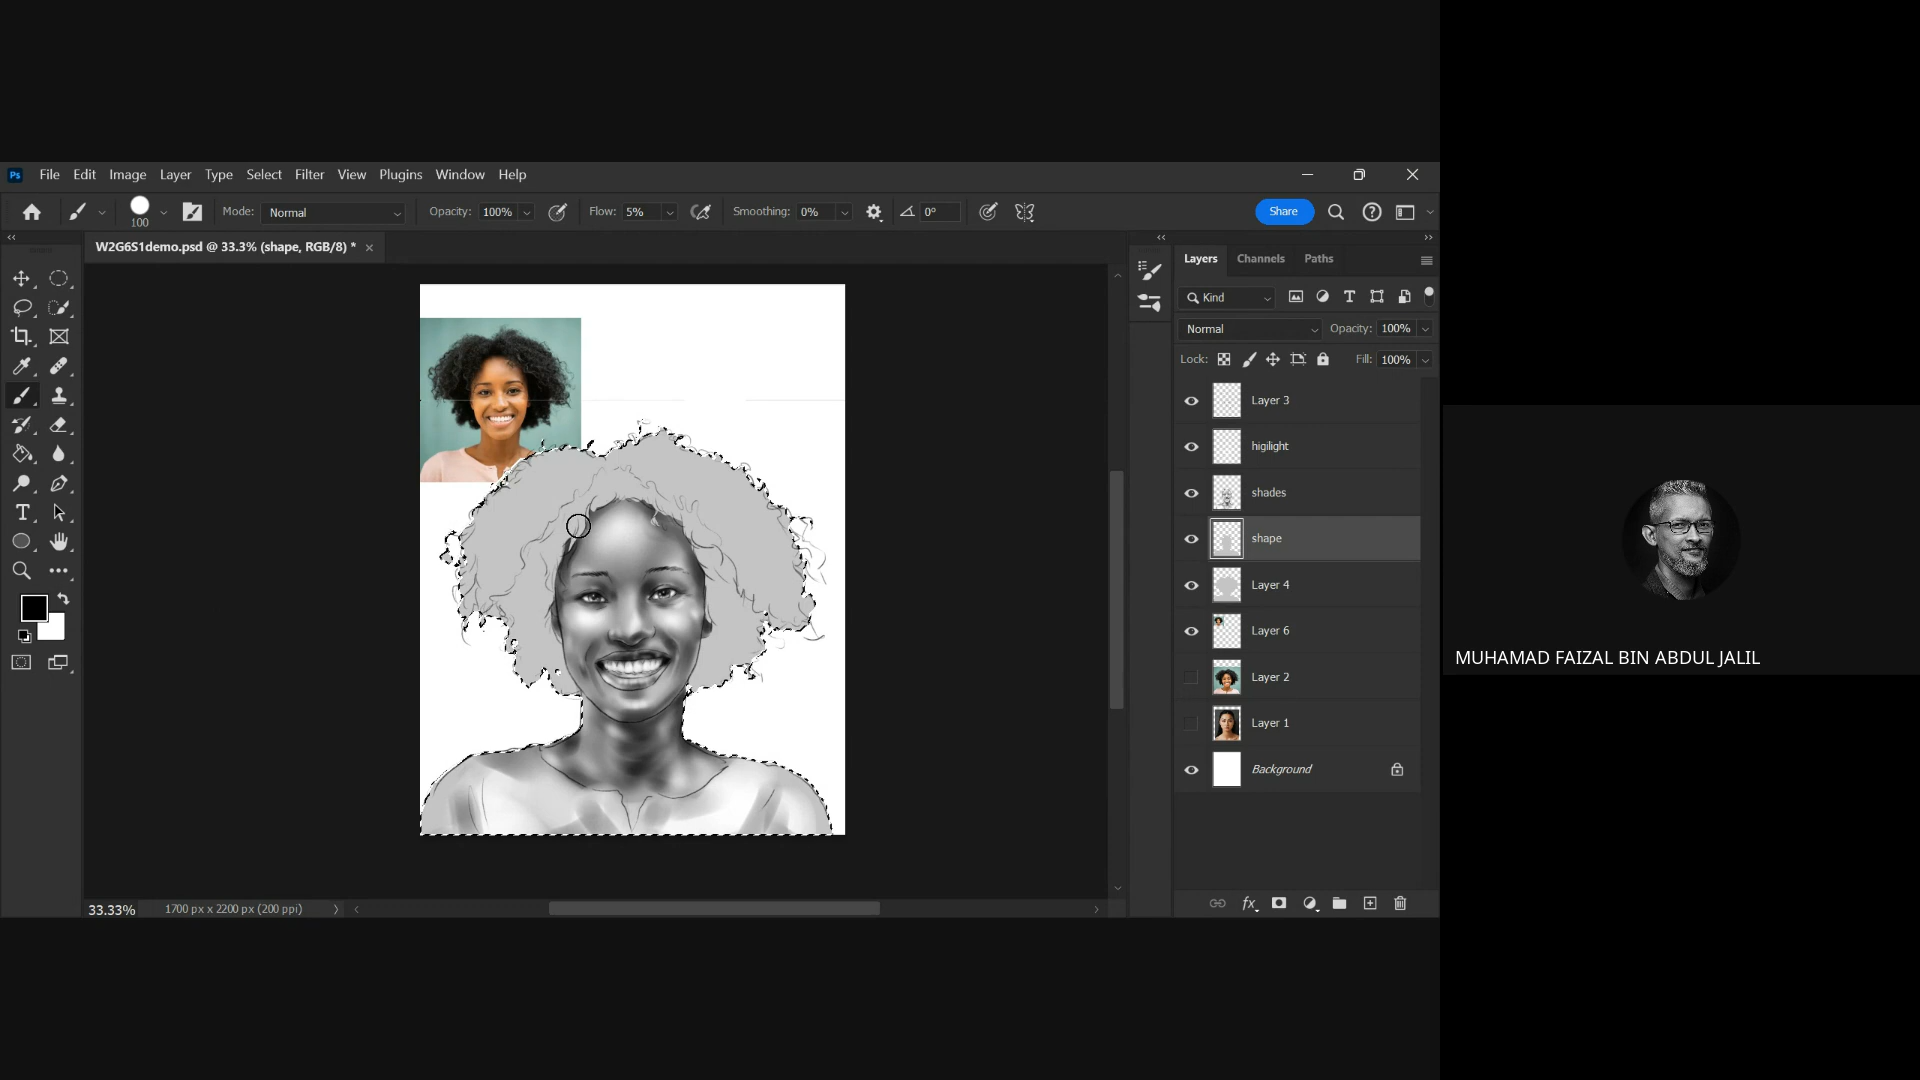 Ps File Edit Image Layer Type Select Filter View Plugins Window Help
100 Mode: Normal Opacity: 100% Flow: 5% Smoothing: 0% 0° Share
W2G6S1demo.psd @ 33.3% (shape, RGB/8) * ×
Layers Channels Paths
Kind
Normal Opacity: 100%
Lock: Fill: 100%
Layer 3
higilight
shades
shape
Layer 4
Layer 6
Layer 2
Layer 1
Background
fx
33.33% 1700 px x 2200 px (200 ppi)
MUHAMAD FAIZAL BIN ABDUL JALIL